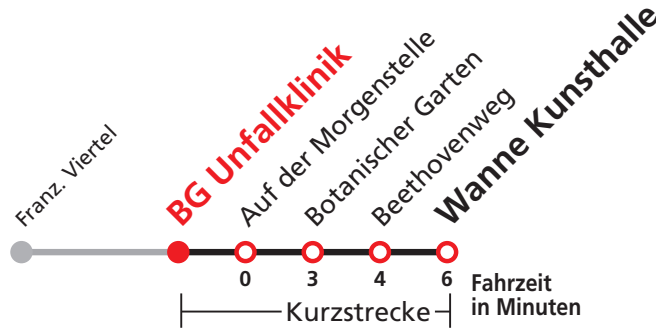 Franz. Viertel
BG Unfallklinik
Auf der Morgenstelle
Botanischer Garten
Beethovenweg
Wanne Kunsthalle
0 3 4 6
Fahrzeit
in Minuten
Kurzstrecke